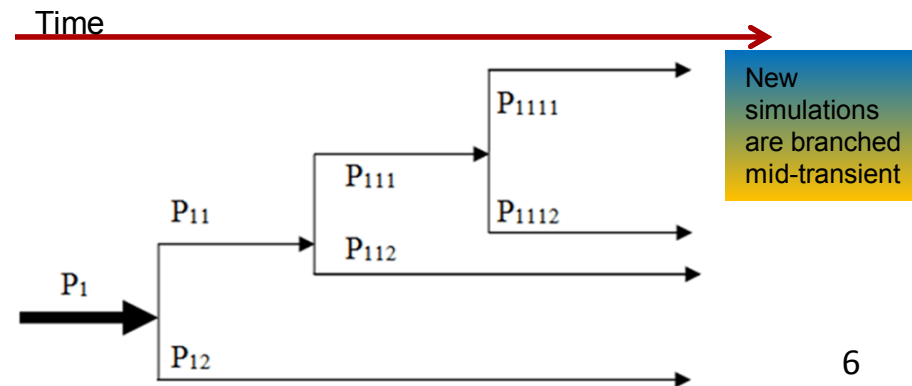 Time
New
simulations
are branched
mid-transient
P₁₁₁₁
P₁₁₁
P₁₁₁₂
P₁₁
P₁₁₂
P₁
P₁₂
6